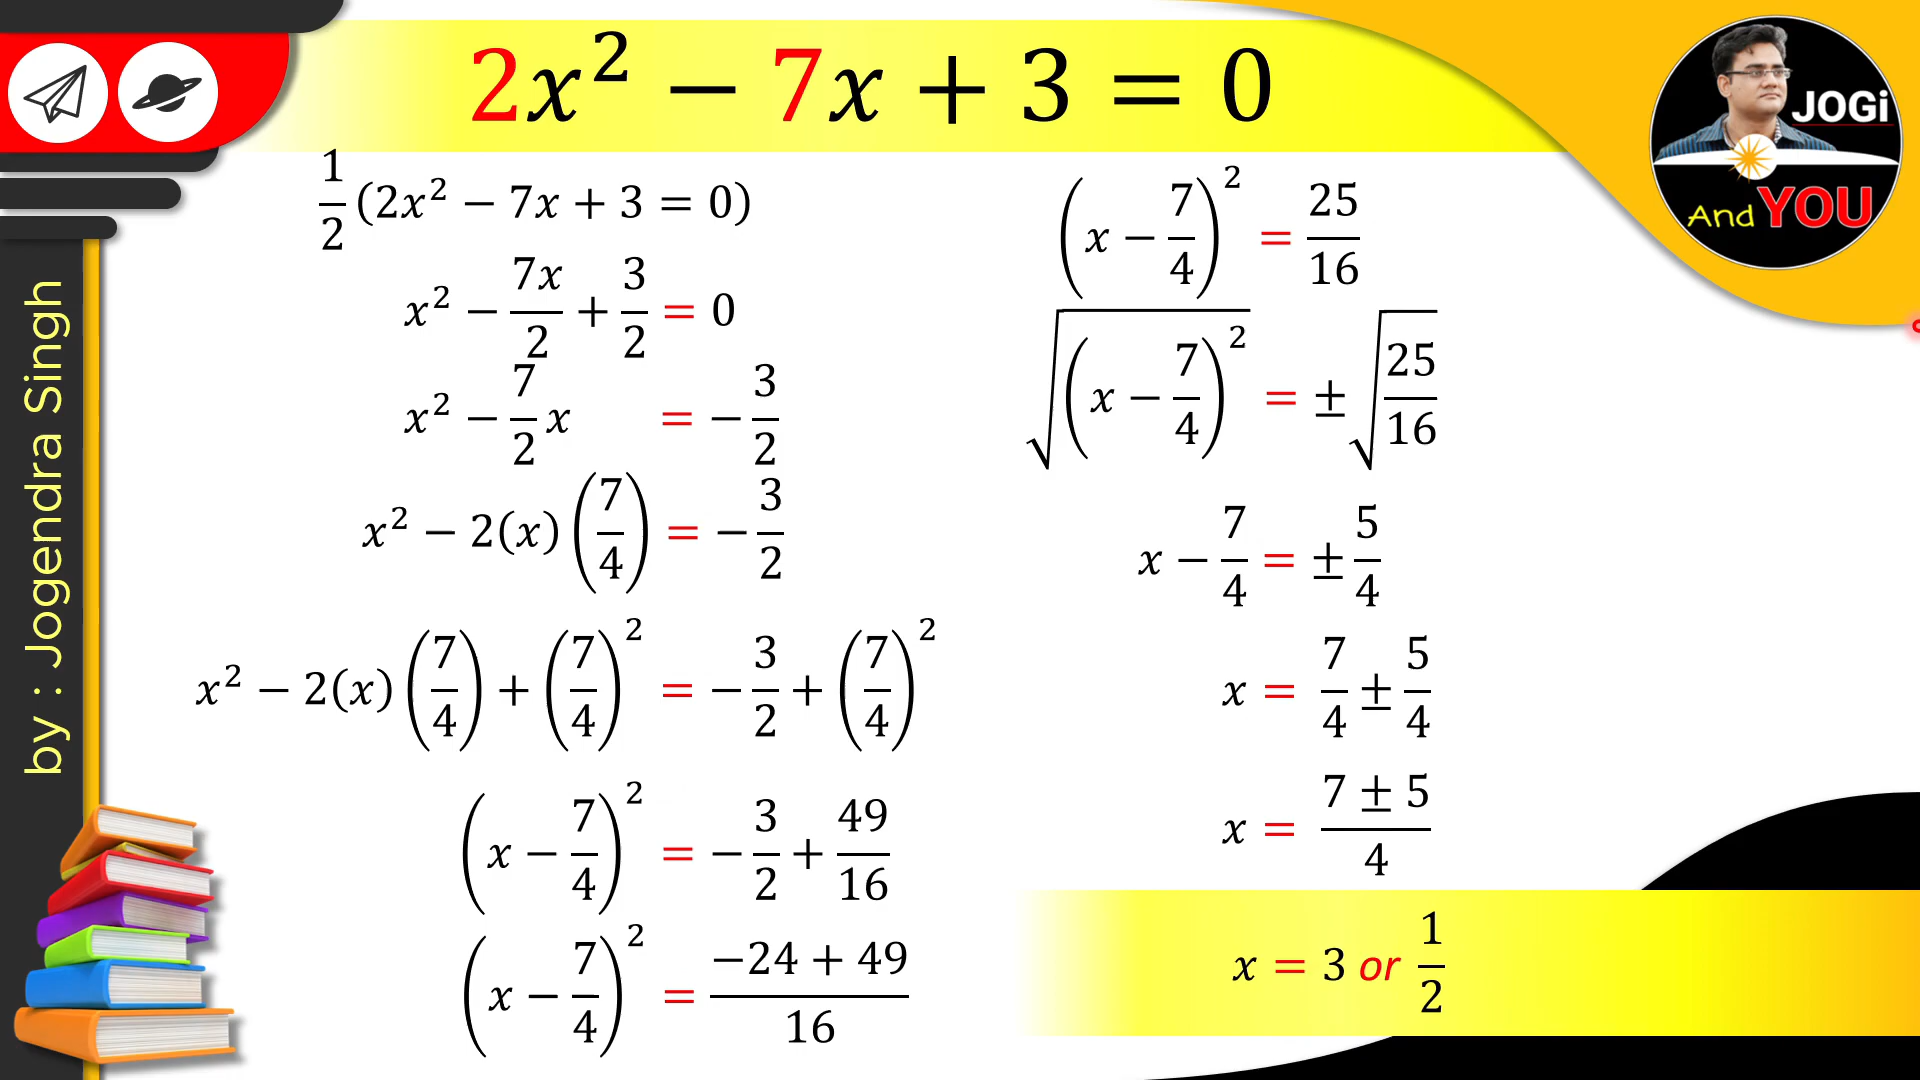 2x² − 7x + 3 = 0
JOGi
And YOU
by : Jogendra Singh
1/2 (2x² − 7x + 3 = 0)
x² − 7x/2 + 3/2 = 0
x² − 7/2 x = − 3/2
x² − 2(x)(7/4) = − 3/2
x² − 2(x)(7/4) + (7/4)² = − 3/2 + (7/4)²
(x − 7/4)² = − 3/2 + 49/16
(x − 7/4)² = (−24 + 49)/16
(x − 7/4)² = 25/16
√(x − 7/4)² = ± √(25/16)
x − 7/4 = ± 5/4
x = 7/4 ± 5/4
x = (7 ± 5)/4
x = 3 or 1/2